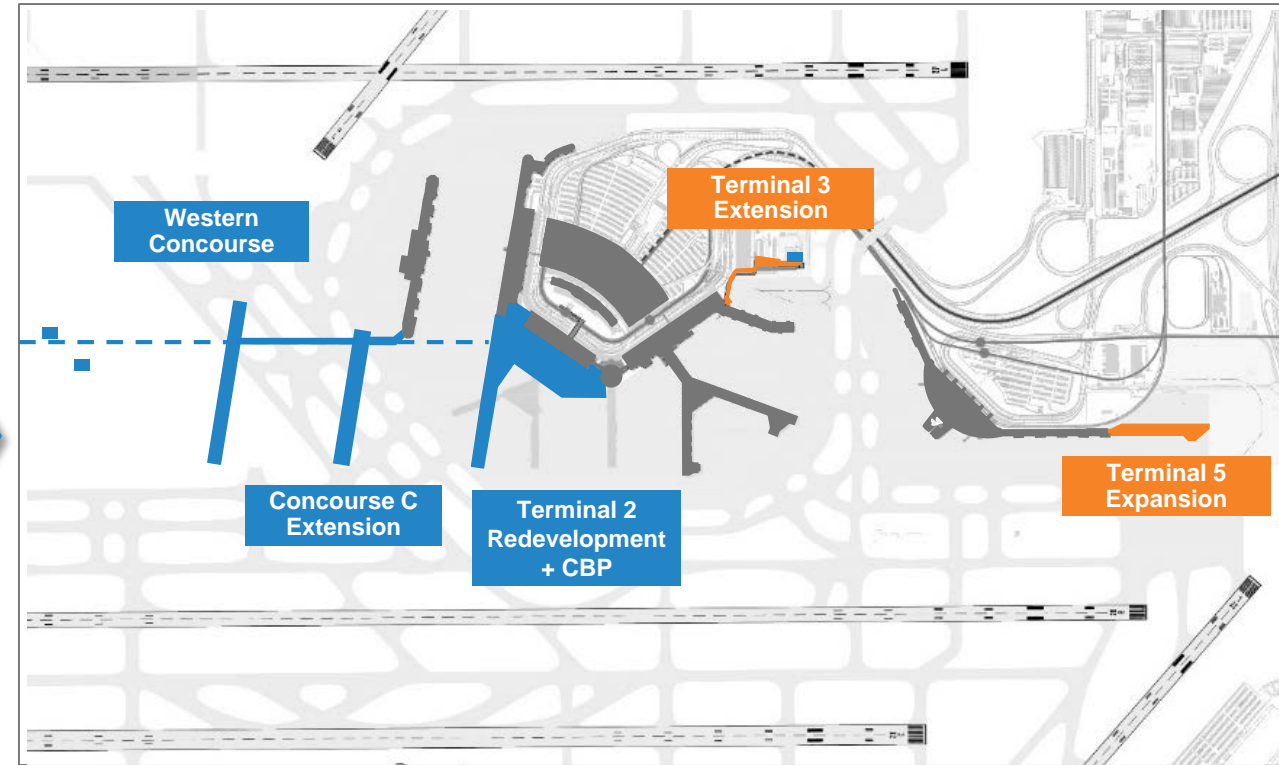 Terminal 3
Extension
Western
Concourse
Terminal 5
Expansion
Concourse C
Extension
Terminal 2
Redevelopment
+ CBP